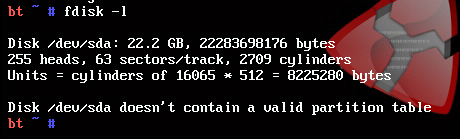 bt ~ # fdisk -l
Disk /dev/sda: 22.2 GB, 22283698176 bytes
255 heads, 63 sectors/track, 2709 cylinders
Units = cylinders of 16065 * 512 = 8225280 bytes
Disk /dev/sda doesn't contain a valid partition table
bt ~ #